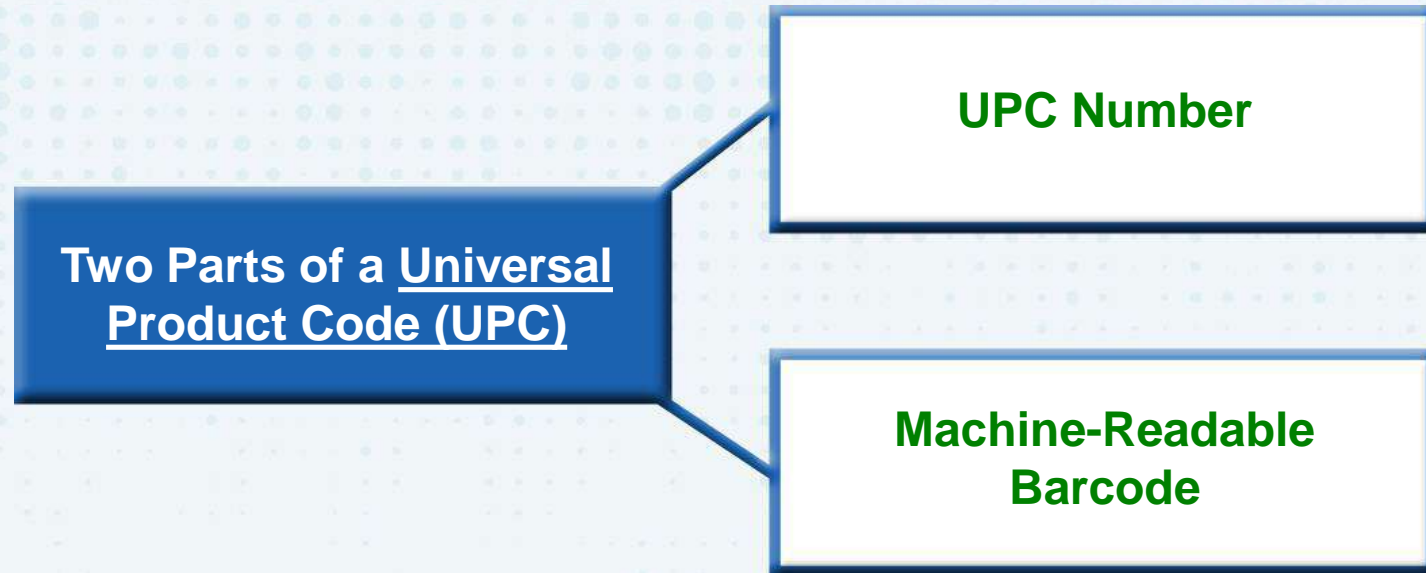 Two Parts of a Universal
Product Code (UPC)
UPC Number
Machine-Readable
Barcode